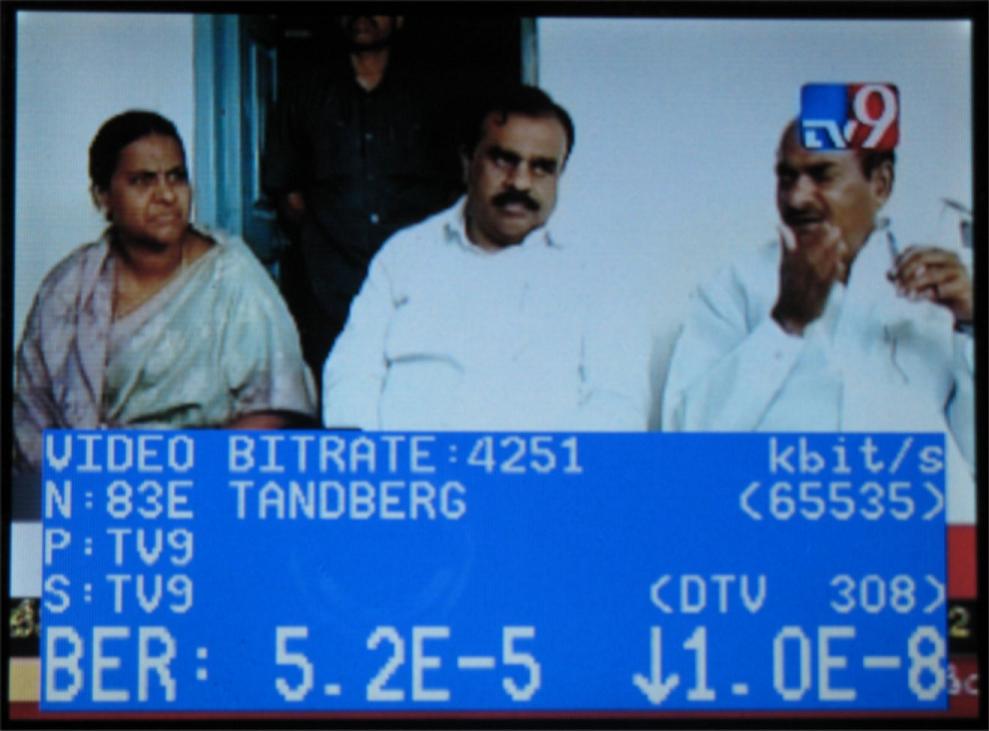 TV9
VIDEO BITRATE:4251 kbit/s
N:83E TANDBERG (65535)
P:TV9
S:TV9 <DTV 308>
BER: 5.2E-5 ↓1.0E-8
2